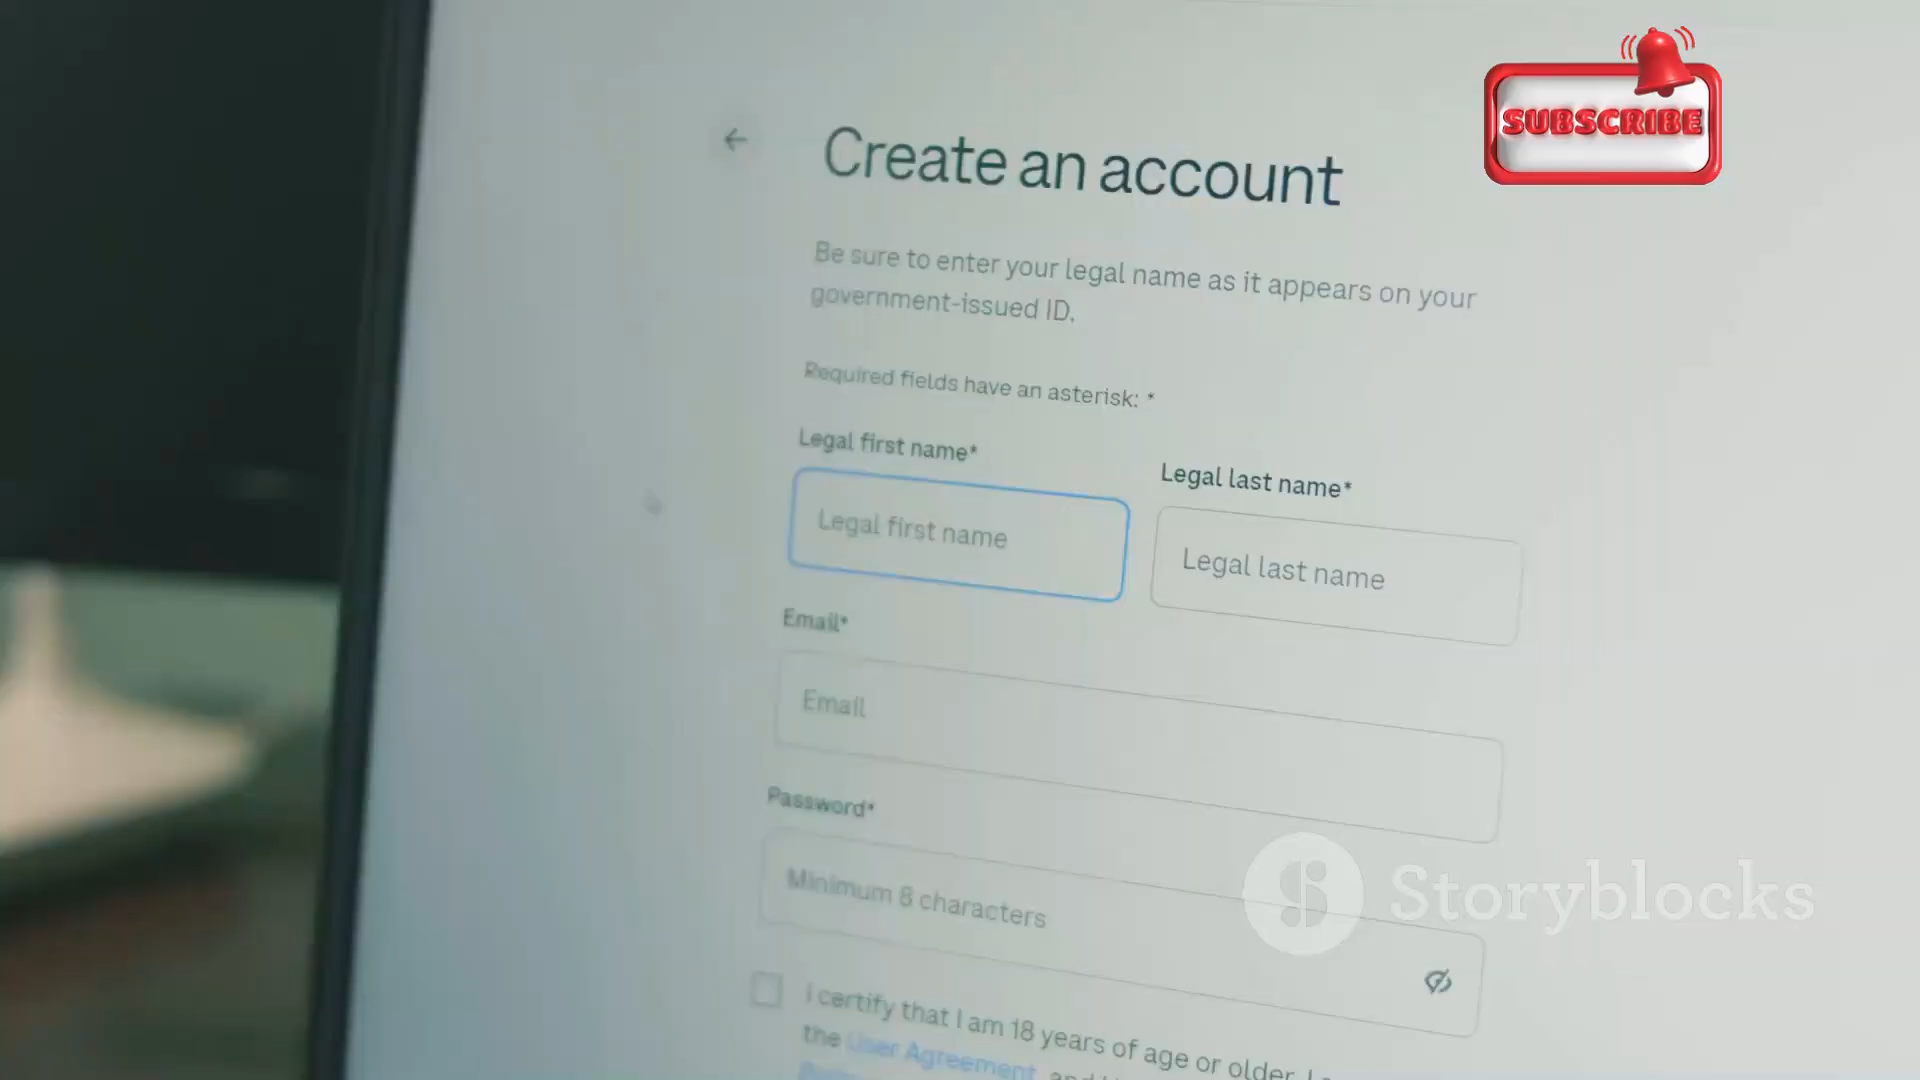 SUBSCRIBE
Create an account
Be sure to enter your legal name as it appears on your
government-issued ID.
Required fields have an asterisk: *
Legal first name*
Legal last name*
Legal first name
Legal last name
Email*
Email
Password*
Minimum 8 characters
Storyblocks
I certify that I am 18 years of age or older, I
the User Agreement, and